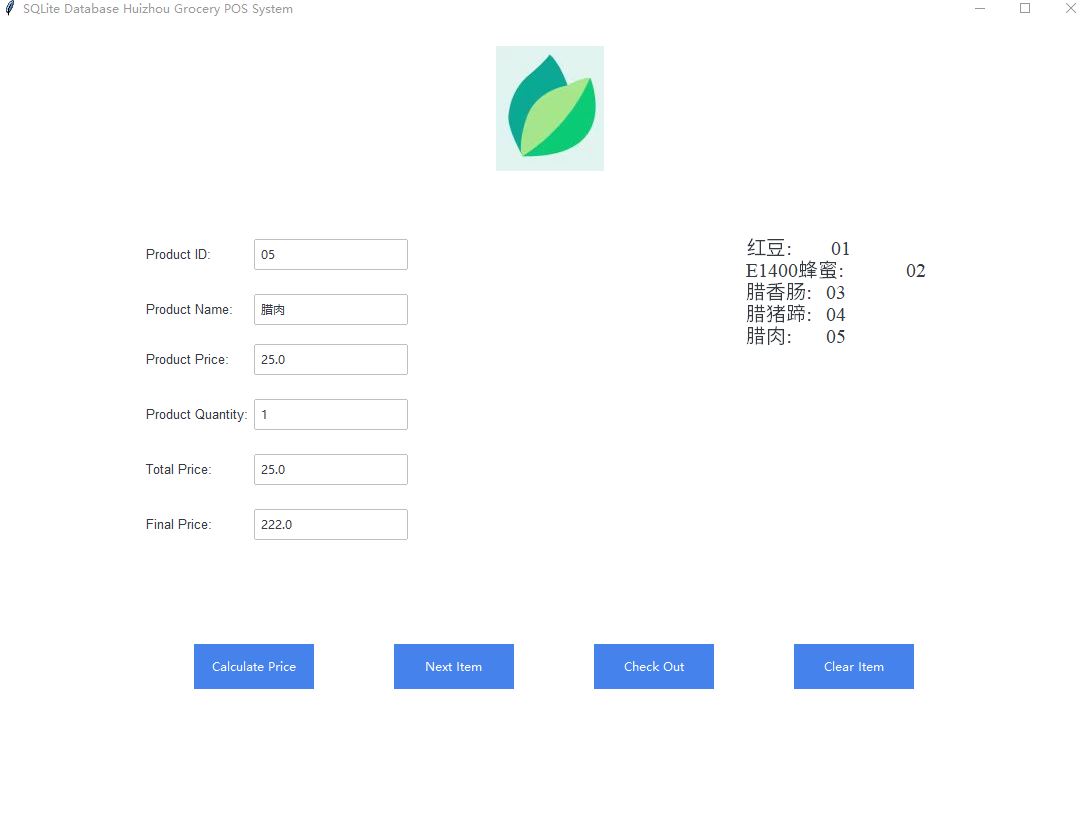 SQLite Database Huizhou Grocery POS System
Product ID: 05
Product Name: 腊肉
Product Price: 25.0
Product Quantity: 1
Total Price: 25.0
Final Price: 222.0
红豆: 01
E1400蜂蜜: 02
腊香肠: 03
腊猪蹄: 04
腊肉: 05
Calculate Price
Next Item
Check Out
Clear Item